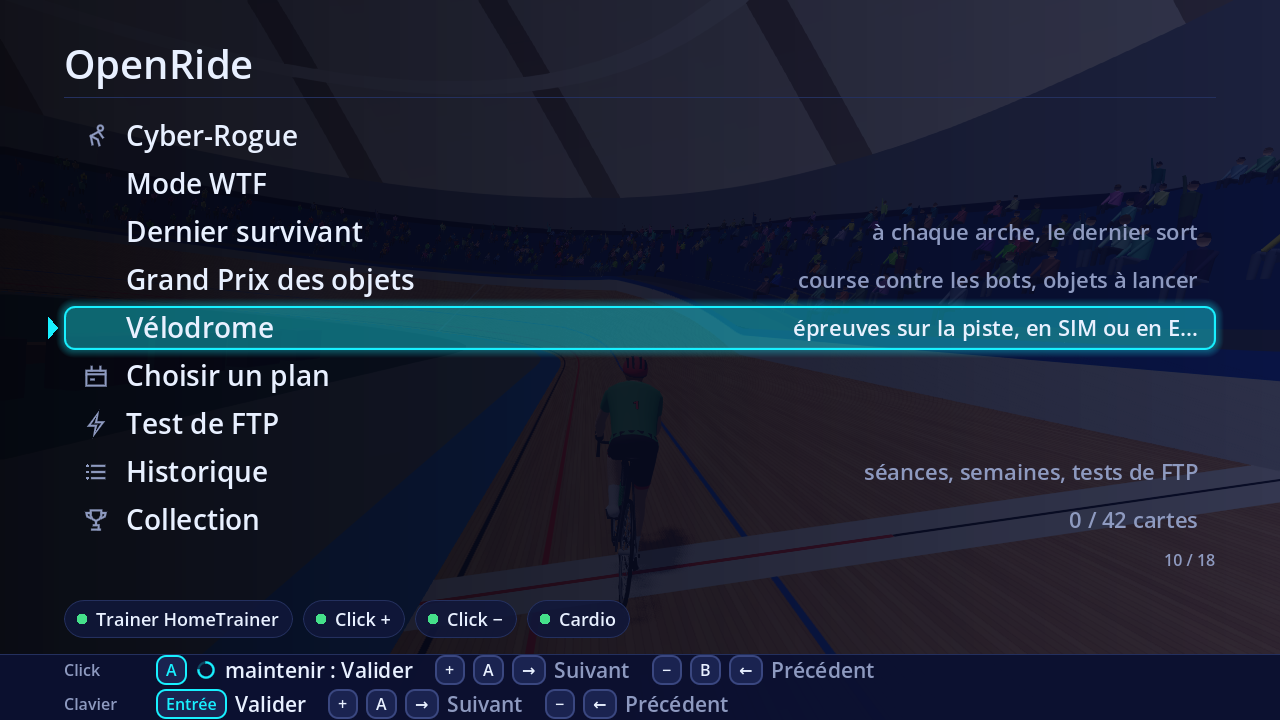 OpenRide
Cyber-Rogue
Mode WTF
Dernier survivant à chaque arche, le dernier sort
Grand Prix des objets course contre les bots, objets à lancer
Vélodrome épreuves sur la piste, en SIM ou en E...
Choisir un plan
Test de FTP
Historique séances, semaines, tests de FTP
Collection 0 / 42 cartes
10 / 18
Trainer HomeTrainer Click + Click − Cardio
Click A maintenir : Valider + A → Suivant − B ← Précédent
Clavier Entrée Valider + A → Suivant − ← Précédent